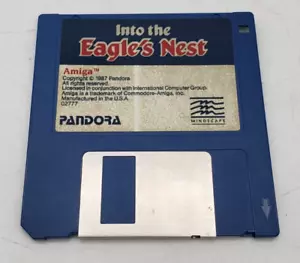 Into the
Eagle's Nest
Amiga™
Copyright © 1987 Pandora
All rights reserved.
Licensed in conjunction with International Computer Group.
Amiga is a trademark of Commodore-Amiga, Inc.
Manufactured in the U.S.A.
02777
PANDORA
MINDSCAPE